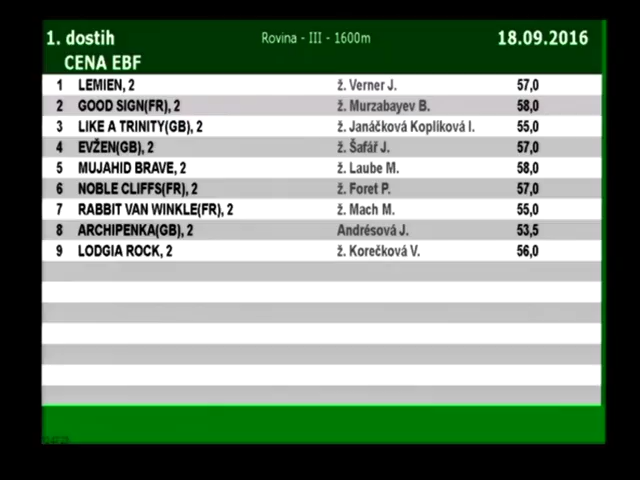 1. dostih Rovina - III - 1600m 18.09.2016
CENA EBF
1 LEMIEN, 2 ž. Verner J. 57,0
2 GOOD SIGN(FR), 2 ž. Murzabayev B. 58,0
3 LIKE A TRINITY(GB), 2 ž. Janáčková Koplíková I. 55,0
4 EVŽEN(GB), 2 ž. Šafář J. 57,0
5 MUJAHID BRAVE, 2 ž. Laube M. 58,0
6 NOBLE CLIFFS(FR), 2 ž. Foret P. 57,0
7 RABBIT VAN WINKLE(FR), 2 ž. Mach M. 55,0
8 ARCHIPENKA(GB), 2 Andrésová J. 53,5
9 LODGIA ROCK, 2 ž. Korečková V. 56,0